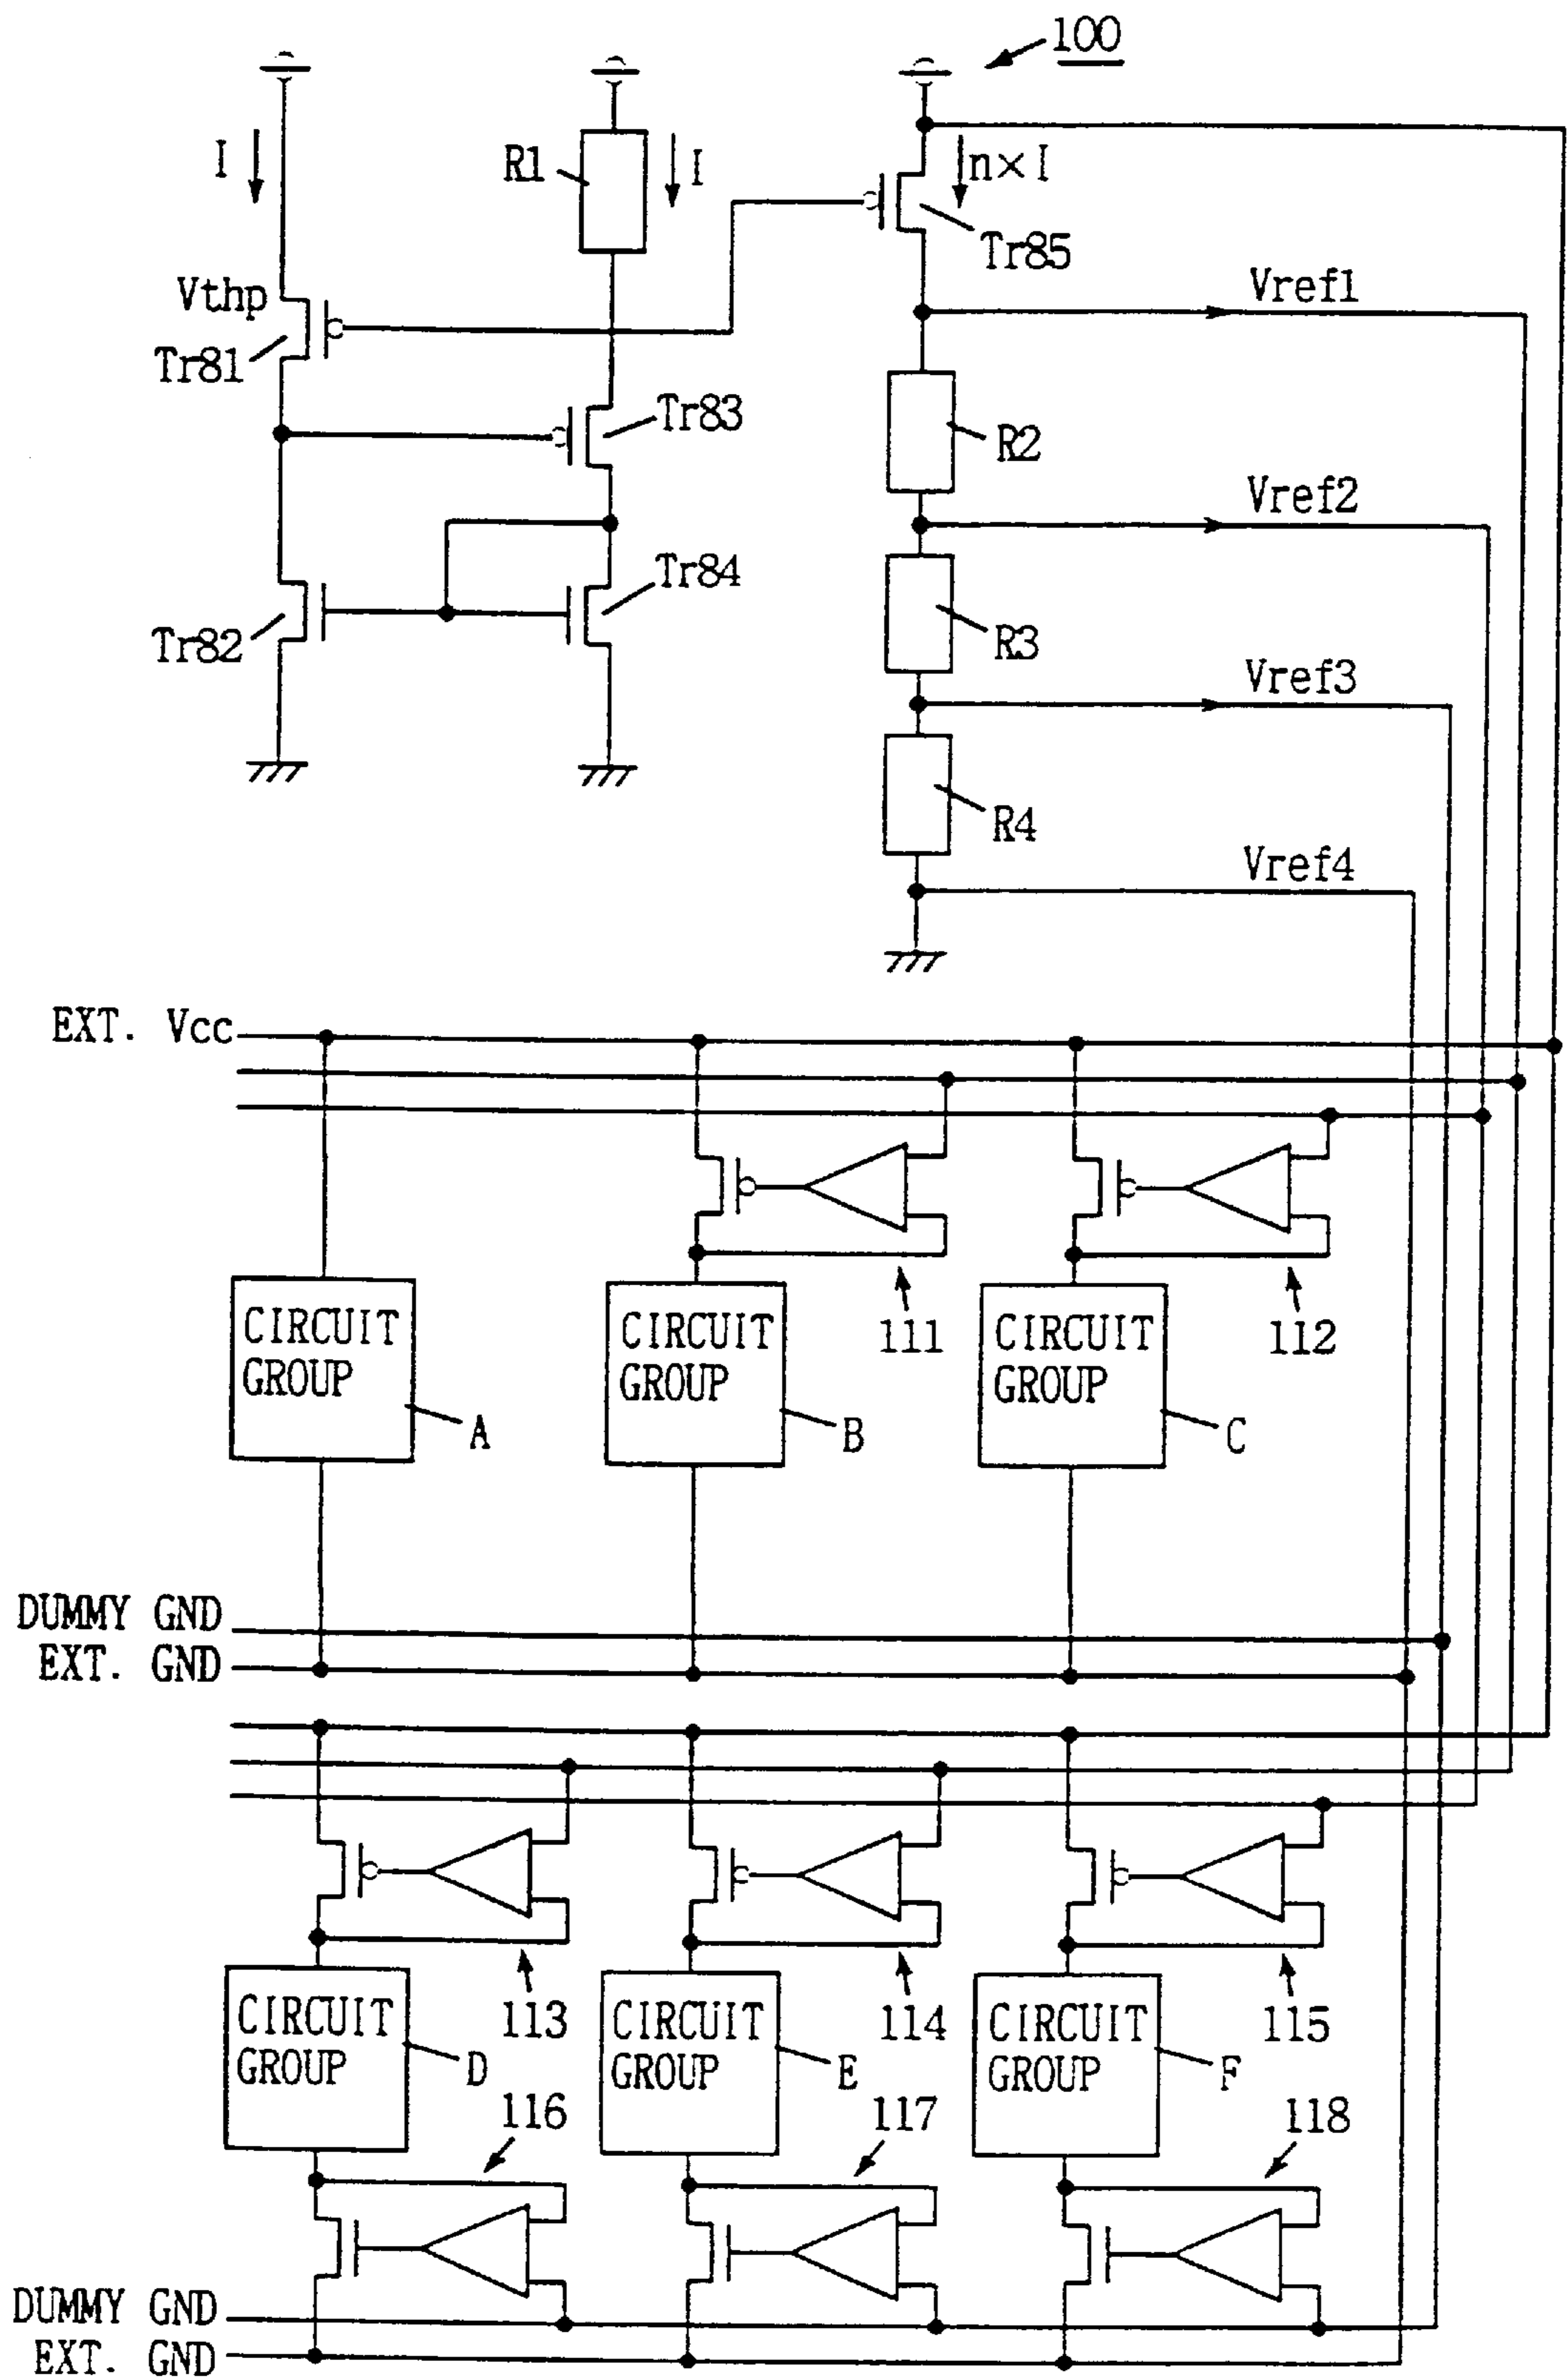 100
I
R1
I
n×I
Tr85
Vthp
Tr81
Vref1
Tr83
R2
Vref2
Tr84
Tr82
R3
Vref3
R4
Vref4
EXT. Vcc
CIRCUIT
GROUP
A
CIRCUIT
GROUP
B
111
CIRCUIT
GROUP
C
112
DUMMY GND
EXT. GND
CIRCUIT
GROUP
D
113
CIRCUIT
GROUP
E
114
CIRCUIT
GROUP
F
115
116
117
118
DUMMY GND
EXT. GND